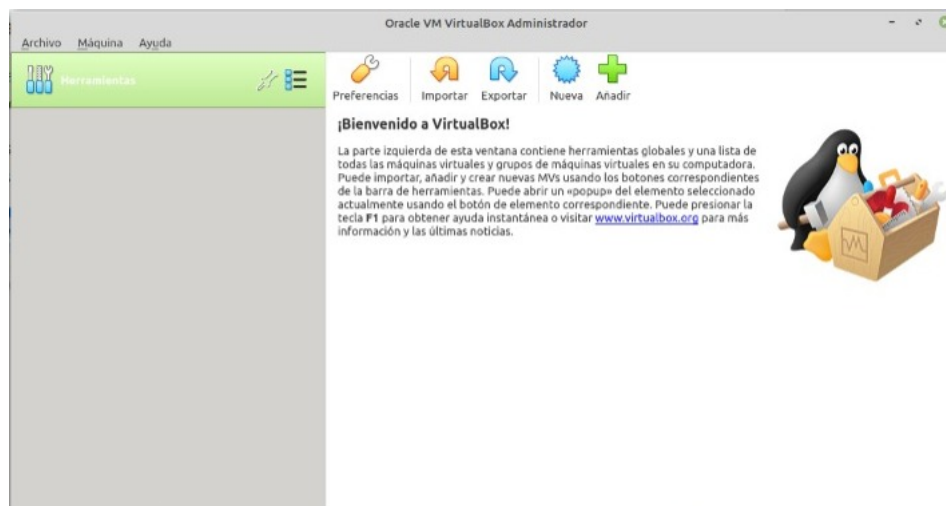 Oracle VM VirtualBox Administrador
Archivo Máquina Ayuda
Herramientas
Preferencias Importar Exportar Nueva Añadir
¡Bienvenido a VirtualBox!
La parte izquierda de esta ventana contiene herramientas globales y una lista de
todas las máquinas virtuales y grupos de máquinas virtuales en su computadora.
Puede importar, añadir y crear nuevas MVs usando los botones correspondientes
de la barra de herramientas. Puede abrir un «popup» del elemento seleccionado
actualmente usando el botón de elemento correspondiente. Puede presionar la
tecla F1 para obtener ayuda instantánea o visitar www.virtualbox.org para más
información y las últimas noticias.